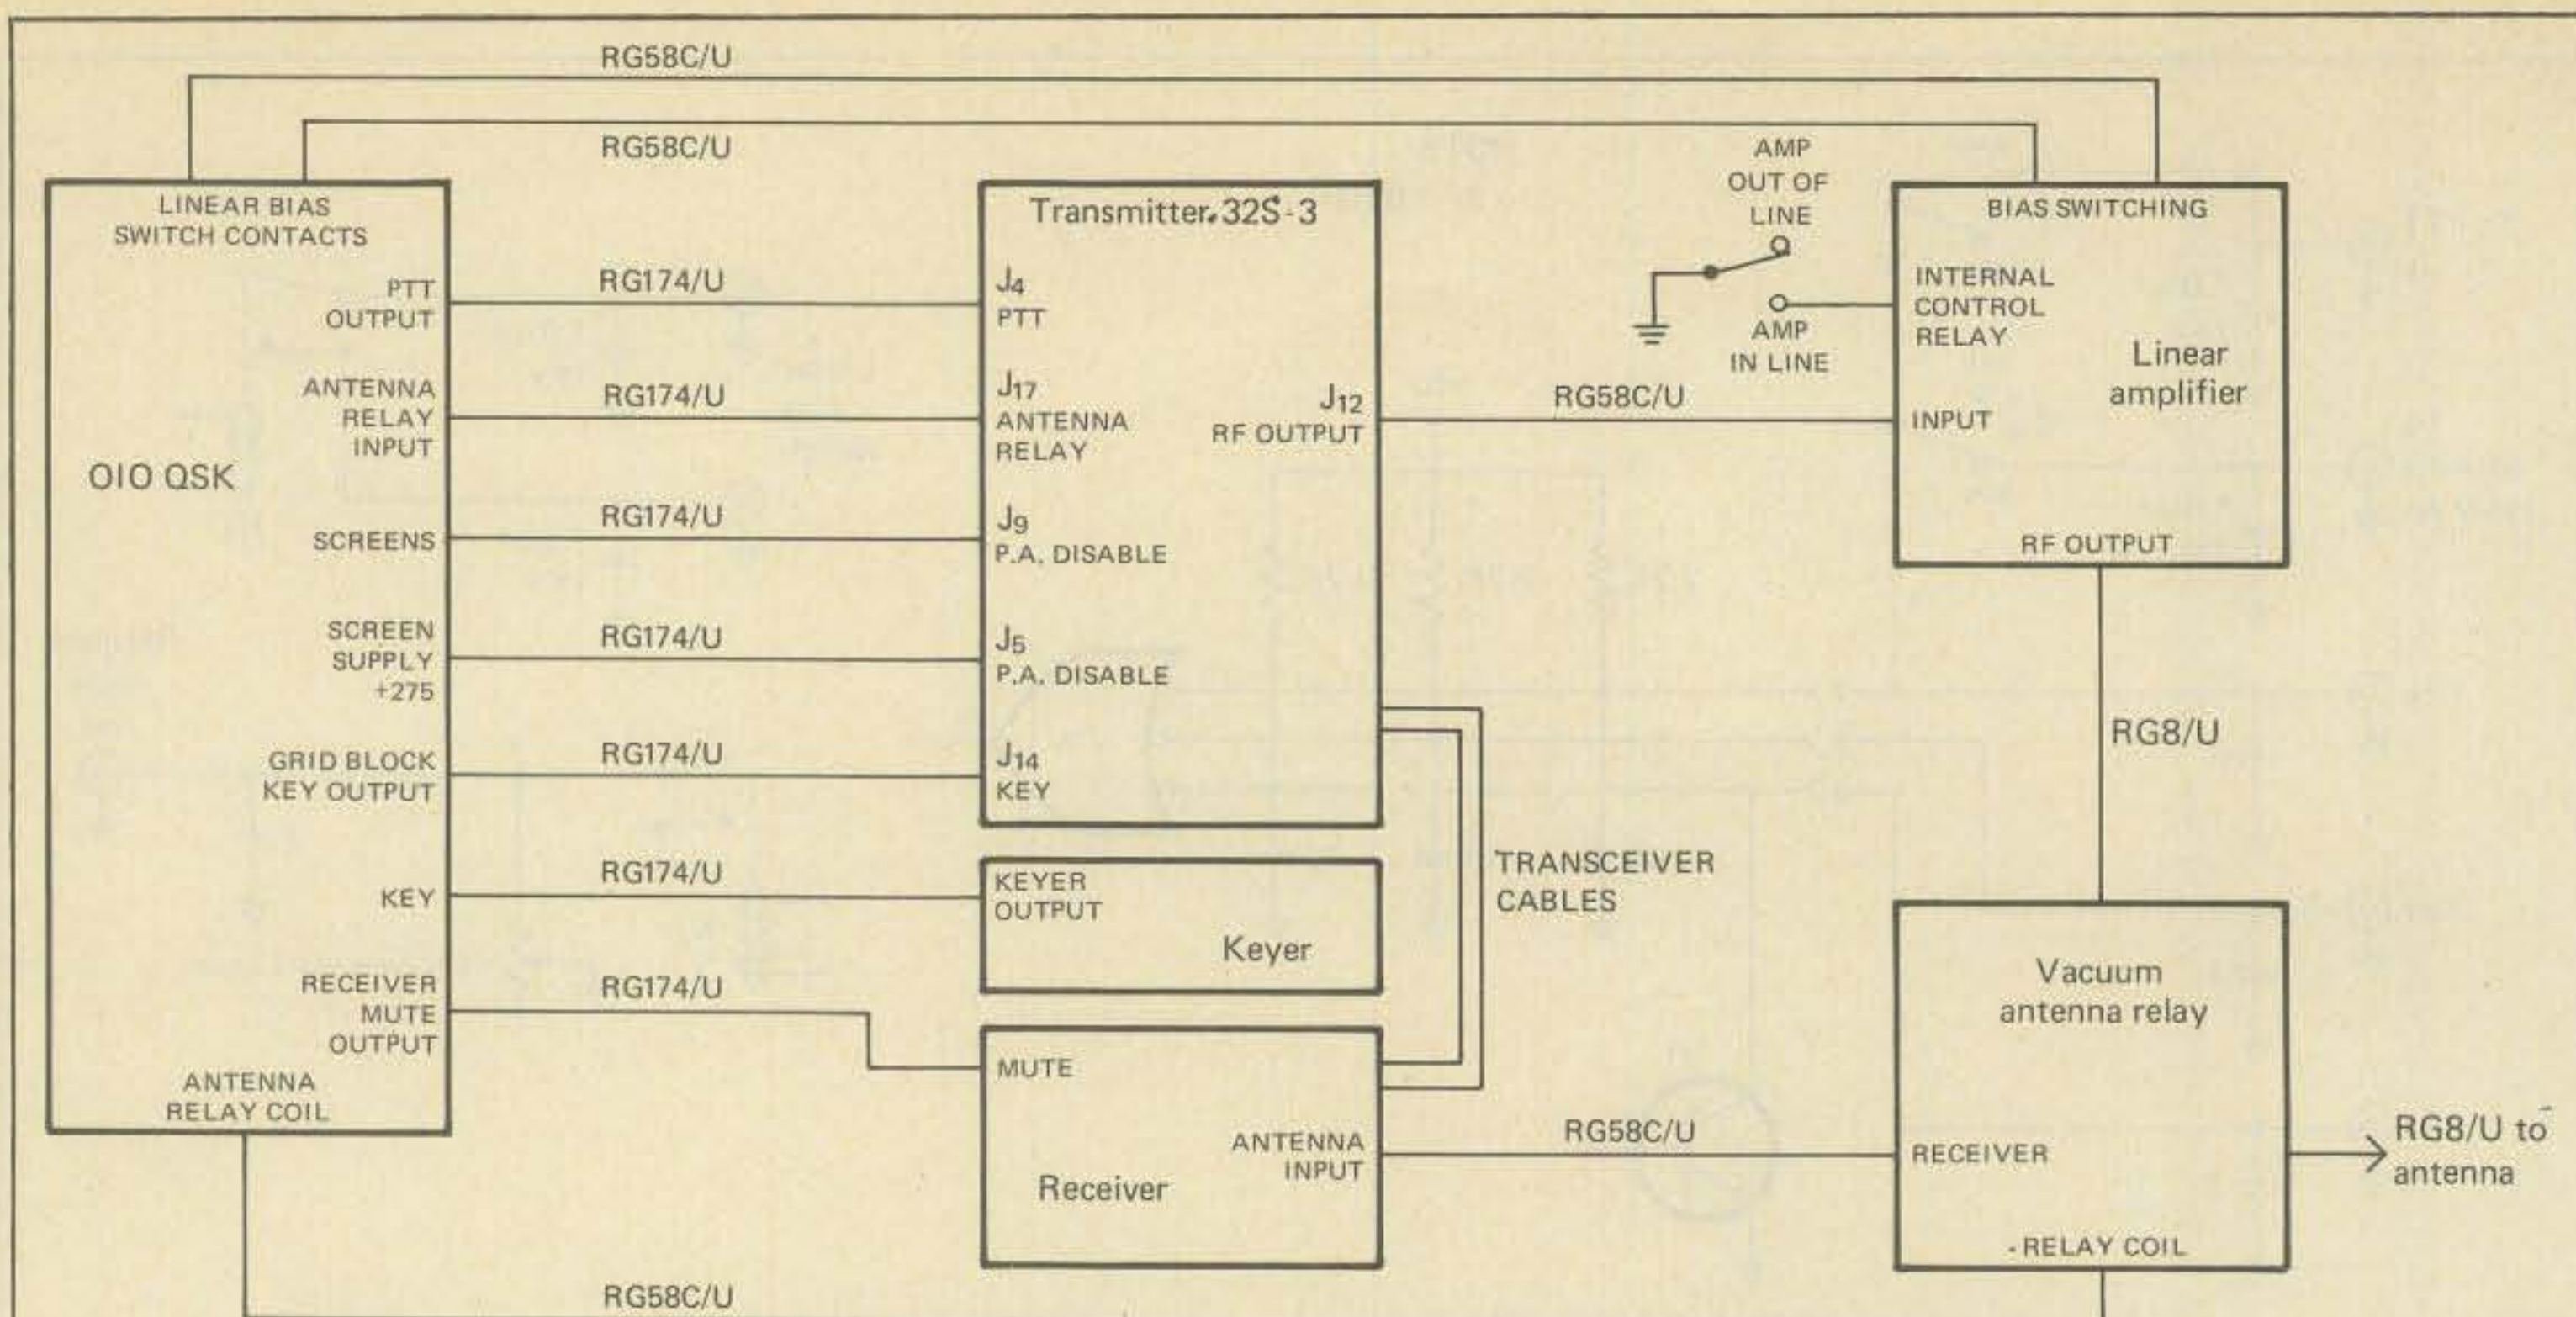 RG58C/U
RG58C/U
LINEAR BIAS
SWITCH CONTACTS
PTT
OUTPUT
ANTENNA
RELAY
INPUT
OIO QSK
SCREENS
SCREEN
SUPPLY
+275
GRID BLOCK
KEY OUTPUT
KEY
RECEIVER
MUTE
OUTPUT
ANTENNA
RELAY COIL
RG174/U
RG174/U
RG174/U
RG174/U
RG174/U
RG174/U
RG174/U
RG58C/U
Transmitter.32S-3
J4
PTT
J17
ANTENNA
RELAY
J9
P.A. DISABLE
J5
P.A. DISABLE
J14
KEY
J12
RF OUTPUT
KEYER
OUTPUT
Keyer
MUTE
ANTENNA
INPUT
Receiver
TRANSCEIVER
CABLES
RG58C/U
RG58C/U
AMP
OUT OF
LINE
AMP
IN LINE
BIAS SWITCHING
INTERNAL
CONTROL
RELAY
Linear
amplifier
INPUT
RF OUTPUT
RG8/U
Vacuum
antenna relay
RECEIVER
-RELAY COIL
RG8/U to
antenna